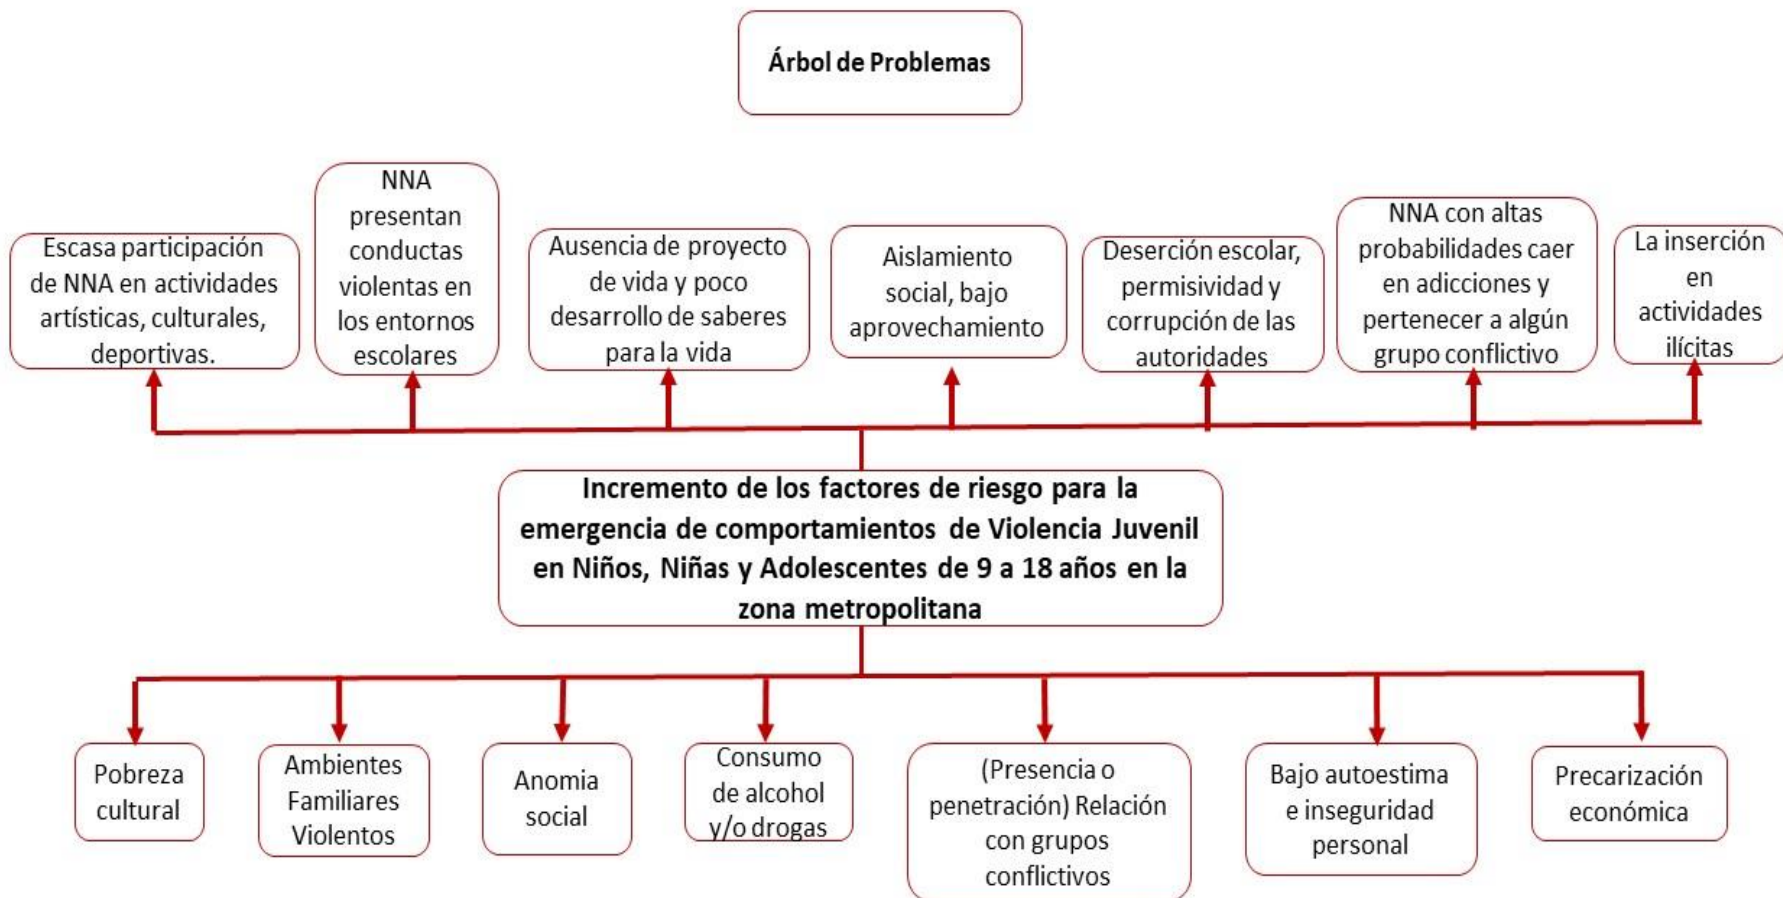 Árbol de Problemas
Escasa participación
de NNA en actividades
artísticas, culturales,
deportivas.
NNA
presentan
conductas
violentas en
los entornos
escolares
Ausencia de proyecto
de vida y poco
desarrollo de saberes
para la vida
Aislamiento
social, bajo
aprovechamiento
Deserción escolar,
permisividad y
corrupción de las
autoridades
NNA con altas
probabilidades caer
en adicciones y
pertenecer a algún
grupo conflictivo
La inserción
en
actividades
ilícitas
Incremento de los factores de riesgo para la
emergencia de comportamientos de Violencia Juvenil
en Niños, Niñas y Adolescentes de 9 a 18 años en la
zona metropolitana
Pobreza
cultural
Ambientes
Familiares
Violentos
Anomia
social
Consumo
de alcohol
y/o drogas
(Presencia o
penetración) Relación
con grupos
conflictivos
Bajo autoestima
e inseguridad
personal
Precarización
económica